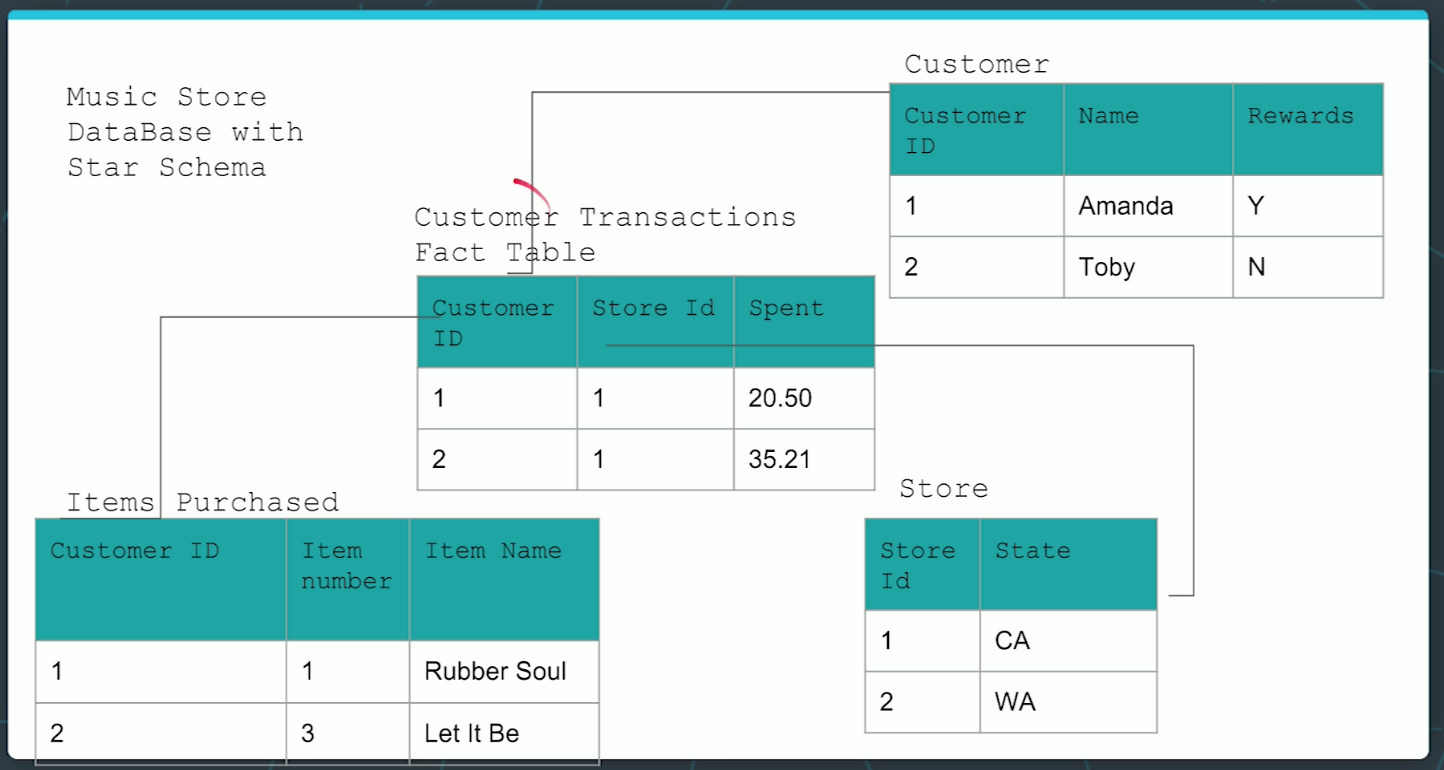 Music Store
DataBase with
Star Schema
Customer
Customer ID Name Rewards
1 Amanda Y
2 Toby N
Customer Transactions
Fact Table
Customer ID Store Id Spent
1 1 20.50
2 1 35.21
Items Purchased
Customer ID Item number Item Name
1 1 Rubber Soul
2 3 Let It Be
Store
Store Id State
1 CA
2 WA